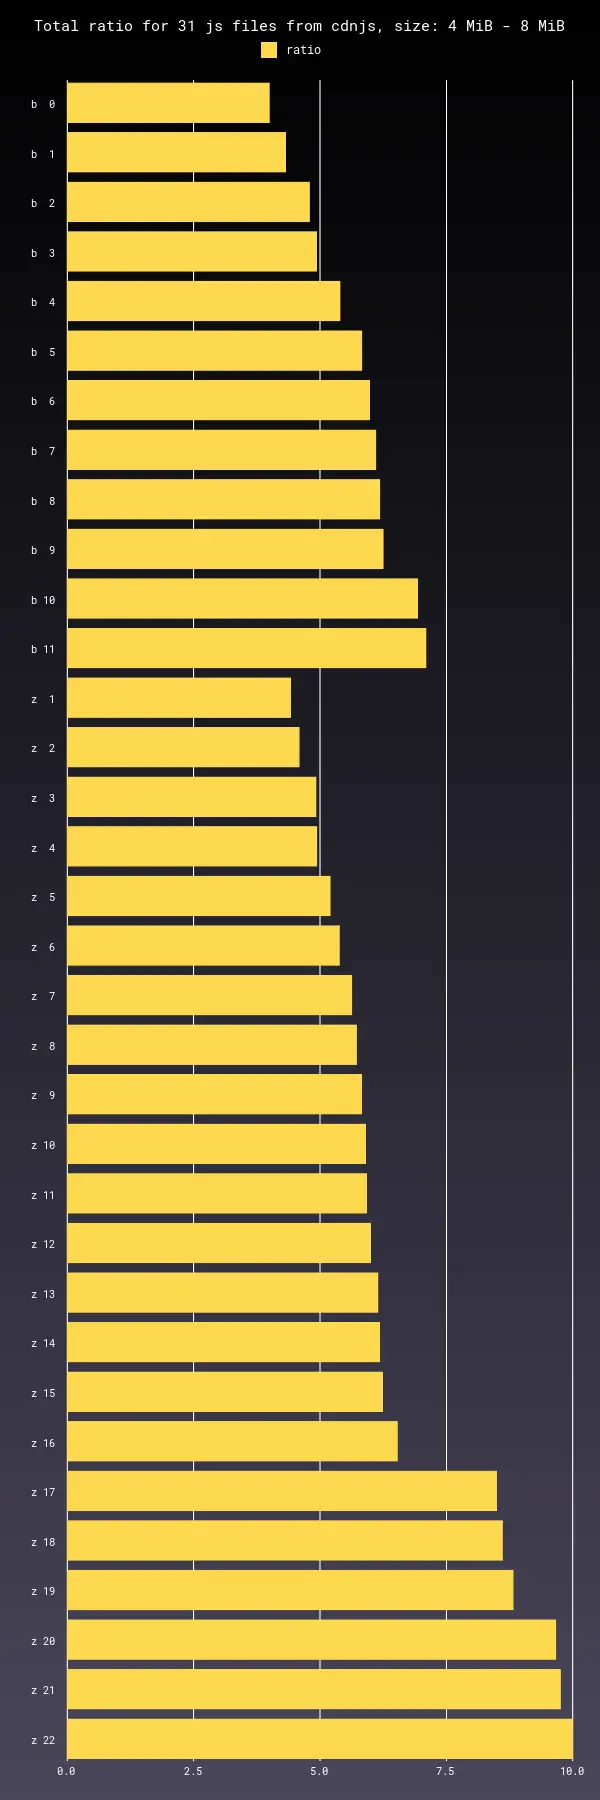 Total ratio for 31 js files from cdnjs, size: 4 MiB - 8 MiB
ratio
b 0
b 1
b 2
b 3
b 4
b 5
b 6
b 7
b 8
b 9
b 10
b 11
z 1
z 2
z 3
z 4
z 5
z 6
z 7
z 8
z 9
z 10
z 11
z 12
z 13
z 14
z 15
z 16
z 17
z 18
z 19
z 20
z 21
z 22
0.0 2.5 5.0 7.5 10.0